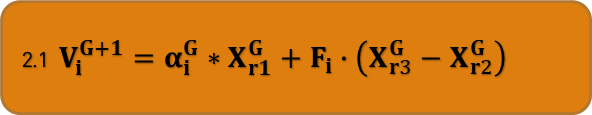 2.1 V_i^{G+1} = α_i^G * X_{r1}^G + F_i · (X_{r3}^G − X_{r2}^G)